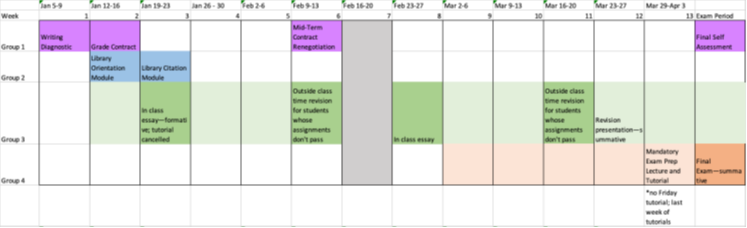 Jan 5-9 Jan 12-16 Jan 19-23 Jan 26 - 30 Feb 2-6 Feb 9-13 Feb 16-20 Feb 23-27 Mar 2-6 Mar 9-13 Mar 16-20 Mar 23-27 Mar 29-Apr 3
Week 1 2 3 4 5 6 7 8 9 10 11 12 13 Exam Period
Group 1
Writing
Diagnostic
Grade Contract
Mid-Term
Contract
Renegotiation
Final Self
Assessment
Group 2
Library
Orientation
Module
Library Citation
Module
Group 3
In class
essay—formati
ve; tutorial
cancelled
Outside class
time revision
for students
whose
assignments
don't pass
In class essay
Outside class
time revision
for students
whose
assignments
don't pass
Revision
presentation—s
ummative
Group 4
Mandatory
Exam Prep
Lecture and
Tutorial
Final
Exam—summa
tive
*no Friday
tutorial; last
week of
tutorials